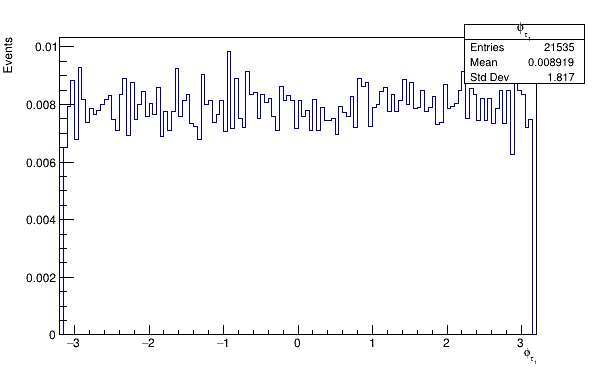 ϕ_τ₁
Entries 21535
Mean 0.008919
Std Dev 1.817
Events
0.01
0.008
0.006
0.004
0.002
0
−3 −2 −1 0 1 2 3
ϕ_τ₁